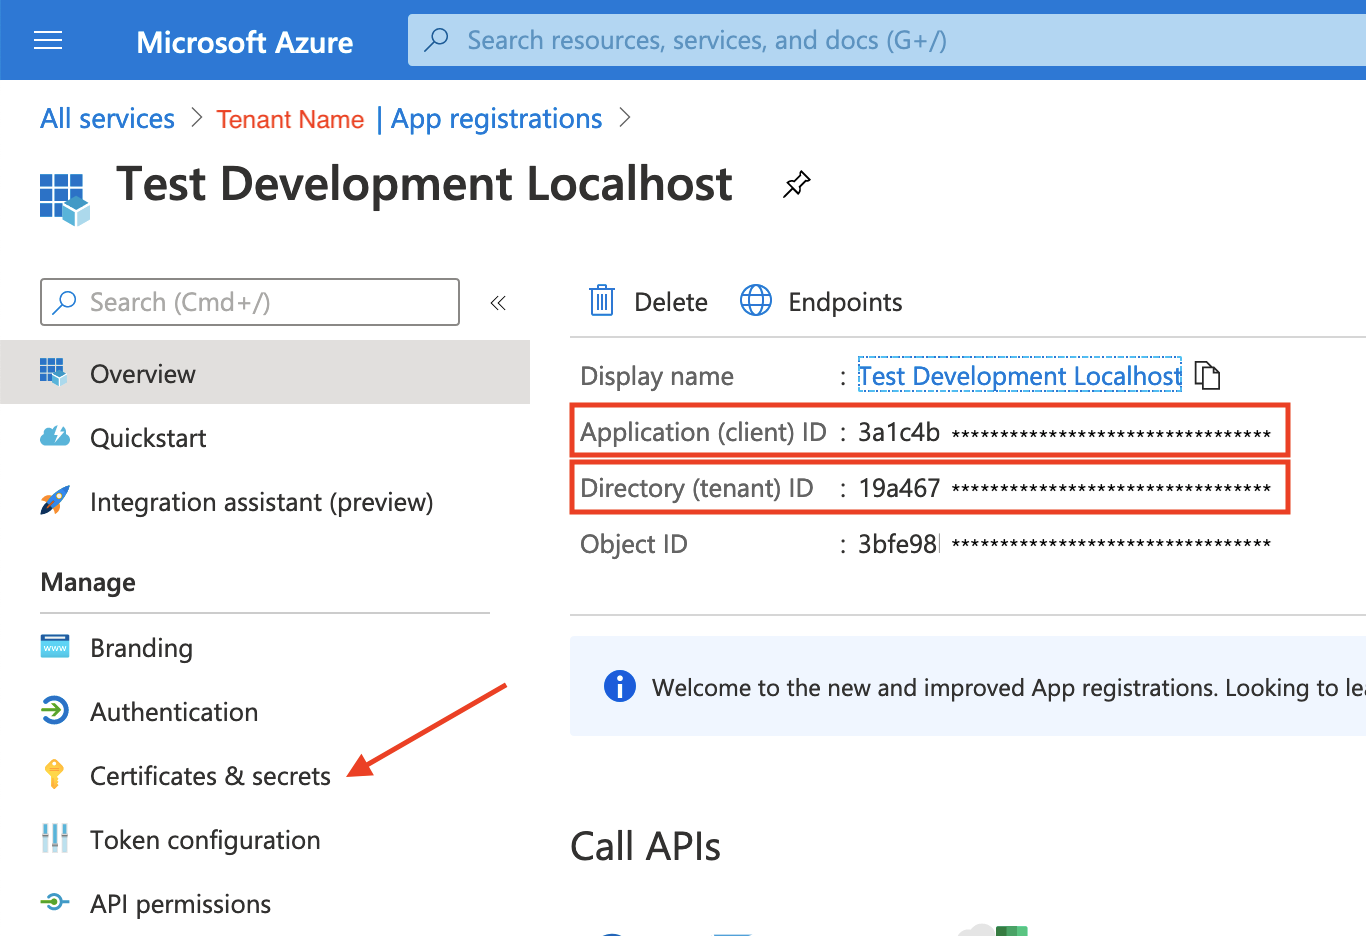 Microsoft Azure
Search resources, services, and docs (G+/)
All services > Tenant Name | App registrations >
Test Development Localhost
Search (Cmd+/)
«
Overview
Quickstart
Integration assistant (preview)
Manage
Branding
www
Authentication
Certificates & secrets
Token configuration
API permissions
Delete
Endpoints
Display name : Test Development Localhost
Application (client) ID : 3a1c4b *********************************
Directory (tenant) ID : 19a467 *********************************
Object ID : 3bfe98 *********************************
Welcome to the new and improved App registrations. Looking to lea
Call APIs